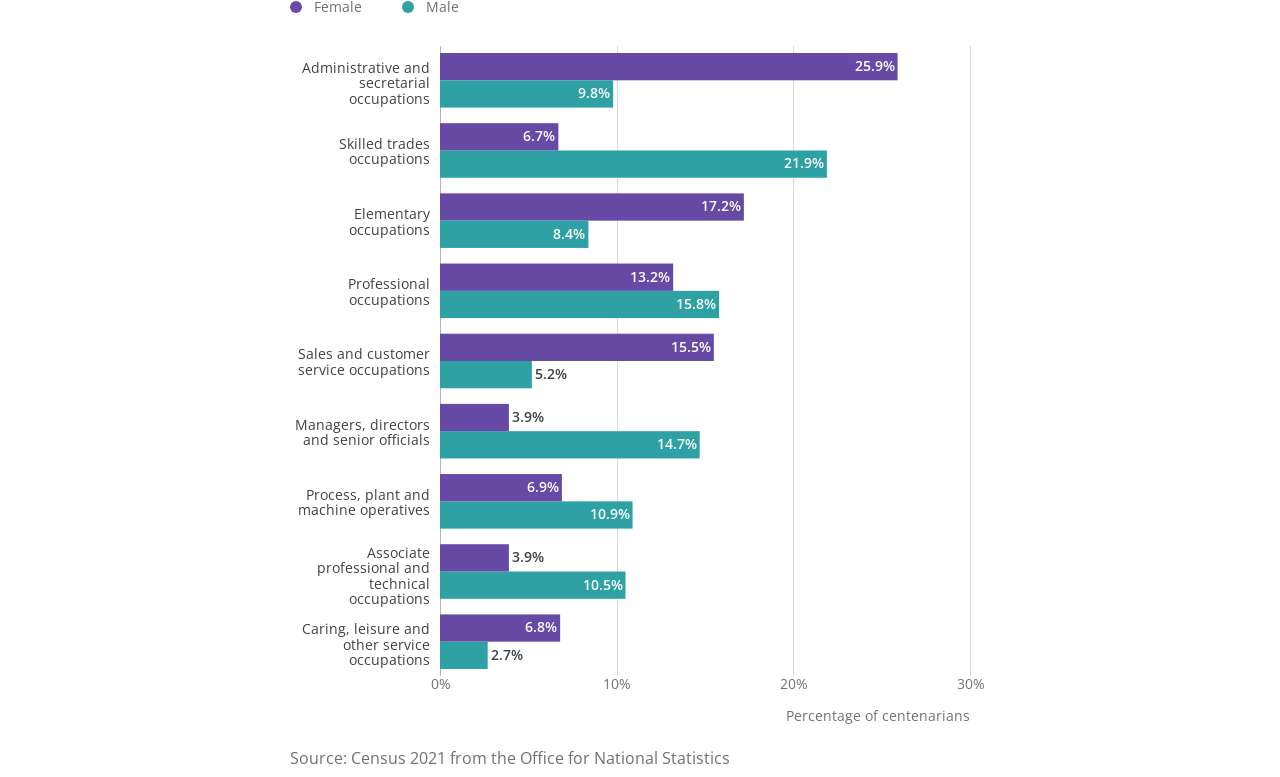 Female Male
Administrative and
secretarial
occupations
25.9%
9.8%
Skilled trades
occupations
6.7%
21.9%
Elementary
occupations
17.2%
8.4%
Professional
occupations
13.2%
15.8%
Sales and customer
service occupations
15.5%
5.2%
Managers, directors
and senior officials
3.9%
14.7%
Process, plant and
machine operatives
6.9%
10.9%
Associate
professional and
technical
occupations
3.9%
10.5%
Caring, leisure and
other service
occupations
6.8%
2.7%
0% 10% 20% 30%
Percentage of centenarians
Source: Census 2021 from the Office for National Statistics